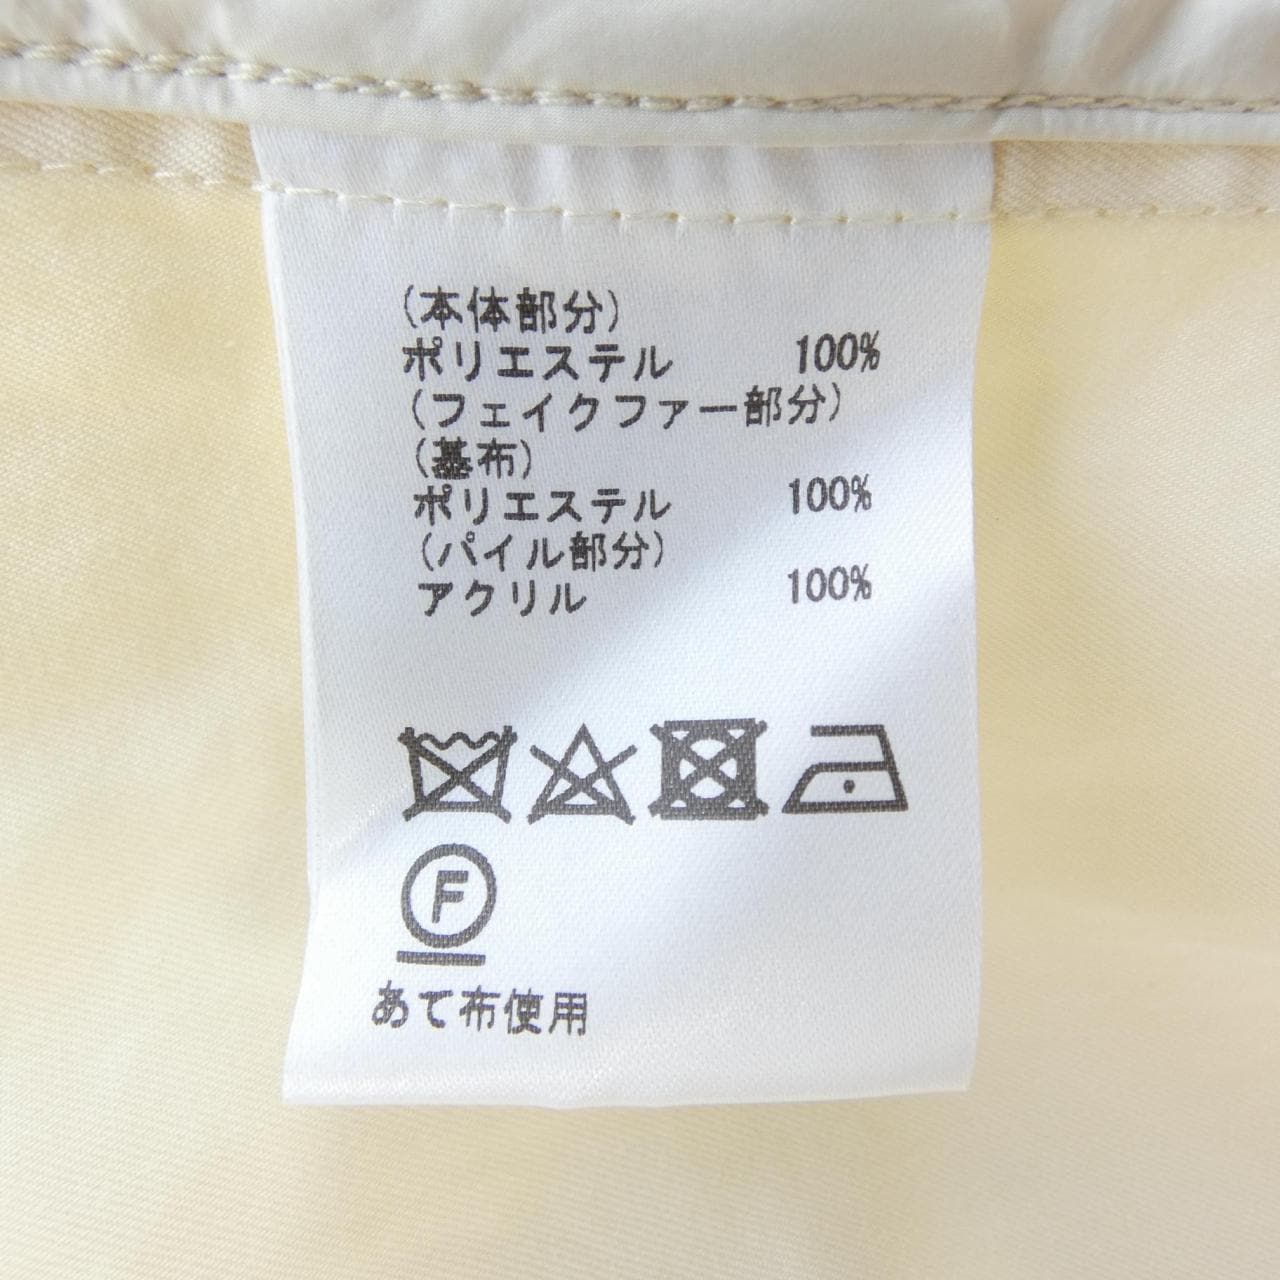 (本体部分)
ポリエステル 100%
(フェイクファー部分)
(基布)
ポリエステル 100%
(パイル部分)
アクリル 100%
F
あて布使用